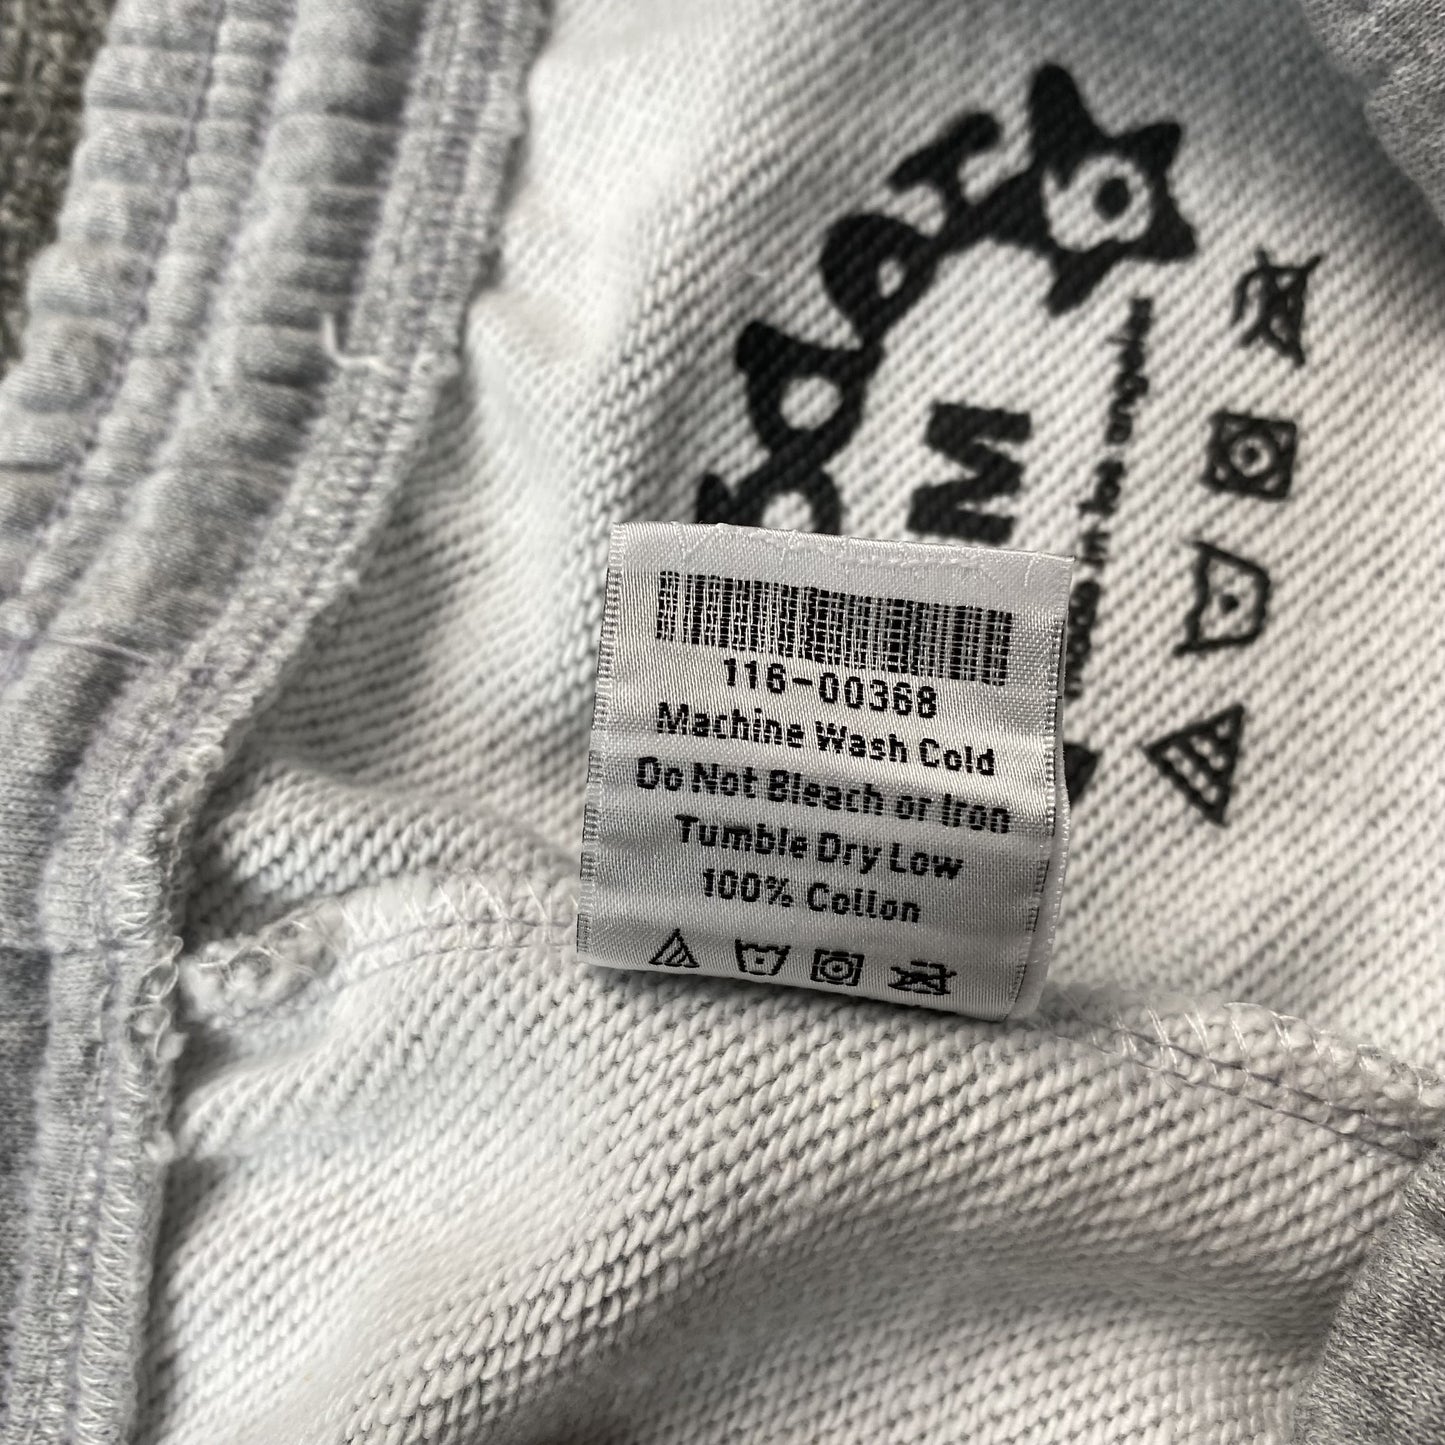 M
116-00368
Machine Wash Cold
Do Not Bleach or Iron
Tumble Dry Low
100% Cotton